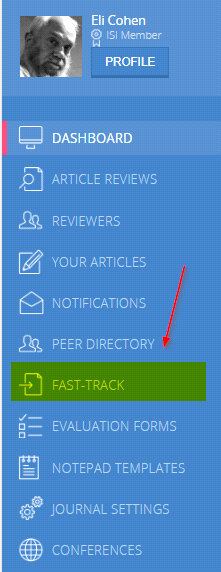 Eli Cohen
ISI Member
PROFILE
DASHBOARD
ARTICLE REVIEWS
REVIEWERS
YOUR ARTICLES
NOTIFICATIONS
PEER DIRECTORY
FAST-TRACK
EVALUATION FORMS
NOTEPAD TEMPLATES
JOURNAL SETTINGS
CONFERENCES